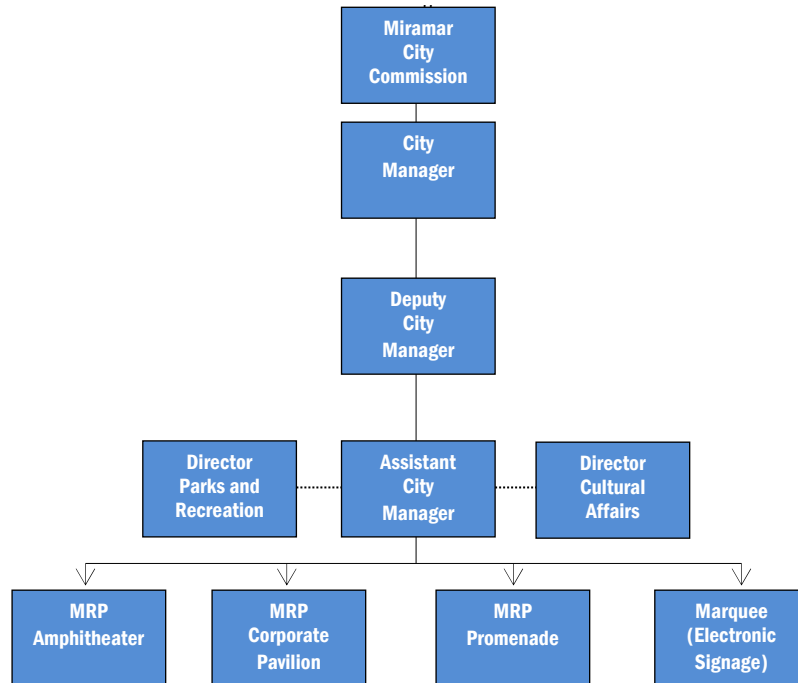 Miramar
City
Commission
City
Manager
Deputy
City
Manager
Director
Parks and
Recreation
Assistant
City
Manager
Director
Cultural
Affairs
MRP
Amphitheater
MRP
Corporate
Pavilion
MRP
Promenade
Marquee
(Electronic
Signage)